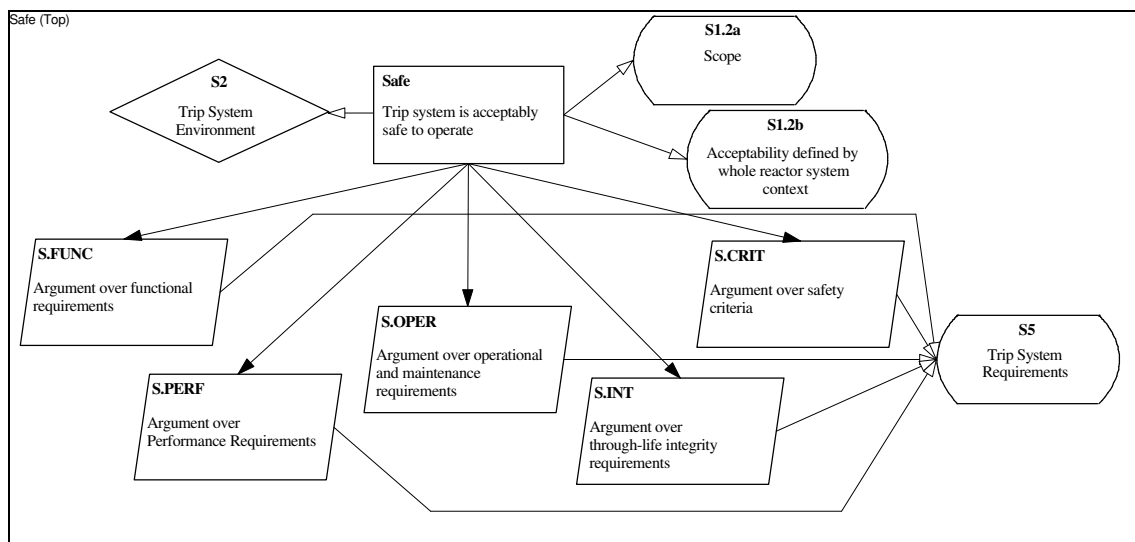 Safe (Top)
S2
Trip System
Environment
Safe
Trip system is acceptably
safe to operate
S1.2a
Scope
S1.2b
Acceptability defined by
whole reactor system
context
S.FUNC
Argument over functional
requirements
S.PERF
Argument over
Performance Requirements
S.OPER
Argument over operational
and maintenance
requirements
S.INT
Argument over
through-life integrity
requirements
S.CRIT
Argument over safety
criteria
S5
Trip System
Requirements